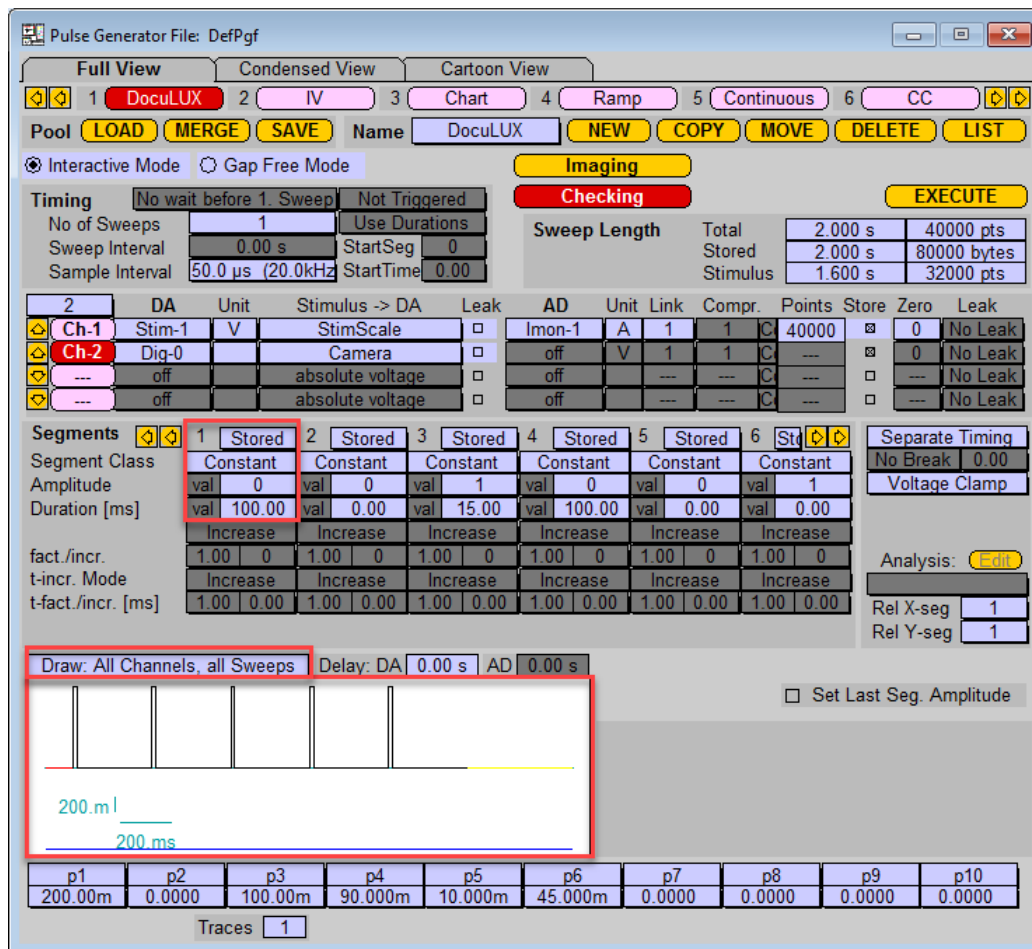 Pulse Generator File: DefPgf
Full View Condensed View Cartoon View
1 DocuLUX 2 IV 3 Chart 4 Ramp 5 Continuous 6 CC
Pool LOAD MERGE SAVE Name DocuLUX NEW COPY MOVE DELETE LIST
Interactive Mode Gap Free Mode Imaging
Timing No wait before 1. Sweep Not Triggered Checking EXECUTE
No of Sweeps 1 Use Durations Sweep Length Total 2.000 s 40000 pts
Sweep Interval 0.00 s StartSeg 0 Stored 2.000 s 80000 bytes
Sample Interval 50.0 µs (20.0kHz StartTime 0.00 Stimulus 1.600 s 32000 pts
2 DA Unit Stimulus -> DA Leak AD Unit Link Compr. Points Store Zero Leak
Ch-1 Stim-1 V StimScale Imon-1 A 1 1 C 40000 0 No Leak
Ch-2 Dig-0 Camera off V 1 1 C --- 0 No Leak
--- off absolute voltage off --- --- C --- --- No Leak
--- off absolute voltage off --- --- C --- --- No Leak
Segments 1 Stored 2 Stored 3 Stored 4 Stored 5 Stored 6 Sto Separate Timing
Segment Class Constant Constant Constant Constant Constant Constant No Break 0.00
Amplitude val 0 val 0 val 1 val 0 val 0 val 1 Voltage Clamp
Duration [ms] val 100.00 val 0.00 val 15.00 val 100.00 val 0.00 val 0.00
Increase Increase Increase Increase Increase Increase
fact./incr. 1.00 0 1.00 0 1.00 0 1.00 0 1.00 0 1.00 0 Analysis: Edit
t-incr. Mode Increase Increase Increase Increase Increase Increase
t-fact./incr. [ms] 1.00 0.00 1.00 0.00 1.00 0.00 1.00 0.00 1.00 0.00 1.00 0.00 Rel X-seg 1
Rel Y-seg 1
Draw: All Channels, all Sweeps Delay: DA 0.00 s AD 0.00 s
Set Last Seg. Amplitude
200.m
200.ms
p1 p2 p3 p4 p5 p6 p7 p8 p9 p10
200.00m 0.0000 100.00m 90.000m 10.000m 45.000m 0.0000 0.0000 0.0000 0.0000
Traces 1